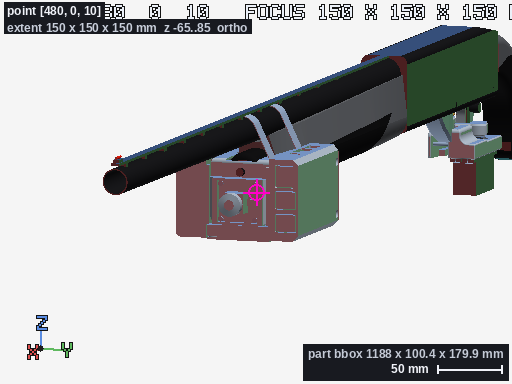 0 10 FOCUS 150 X 150 X 150
point [480, 0, 10]
extent 150 x 150 x 150 mm z -65..85 ortho
Z
X
Y
part bbox 1188 x 100.4 x 179.9 mm
50 mm